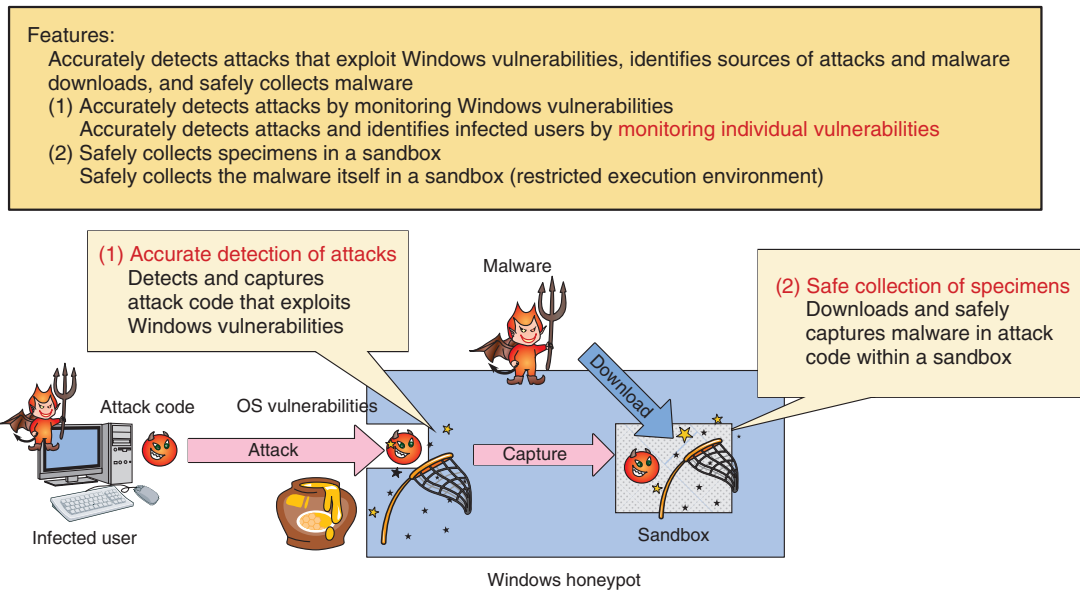 Features:
Accurately detects attacks that exploit Windows vulnerabilities, identifies sources of attacks and malware
downloads, and safely collects malware
(1) Accurately detects attacks by monitoring Windows vulnerabilities
Accurately detects attacks and identifies infected users by monitoring individual vulnerabilities
(2) Safely collects specimens in a sandbox
Safely collects the malware itself in a sandbox (restricted execution environment)
(1) Accurate detection of attacks
Detects and captures
attack code that exploits
Windows vulnerabilities
Malware
(2) Safe collection of specimens
Downloads and safely
captures malware in attack
code within a sandbox
Download
Attack code
OS vulnerabilities
Attack
Capture
Infected user
Sandbox
Windows honeypot